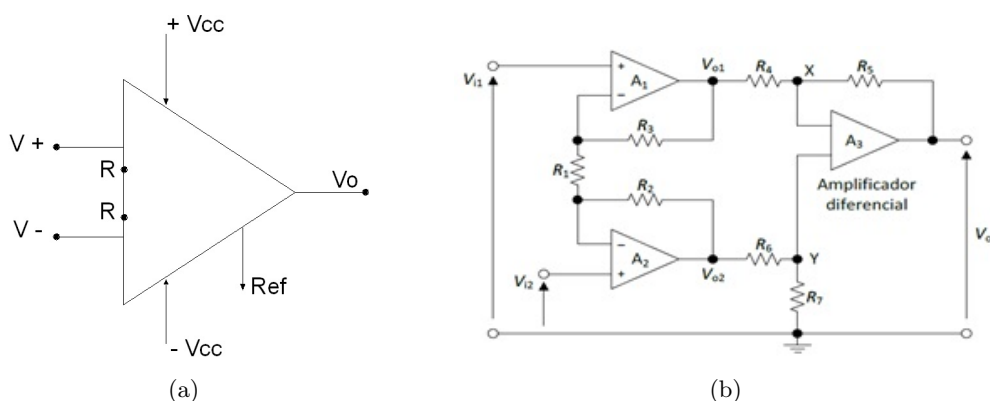 + Vcc
V +
R
R
V -
Vo
Ref
- Vcc
(a)
Vi1
A1
+
−
Vo1
R4
X
R5
R3
R1
R2
A3
Amplificador
diferencial
−
A2
+
Vi2
Vo2
R6
Y
R7
Vo
(b)